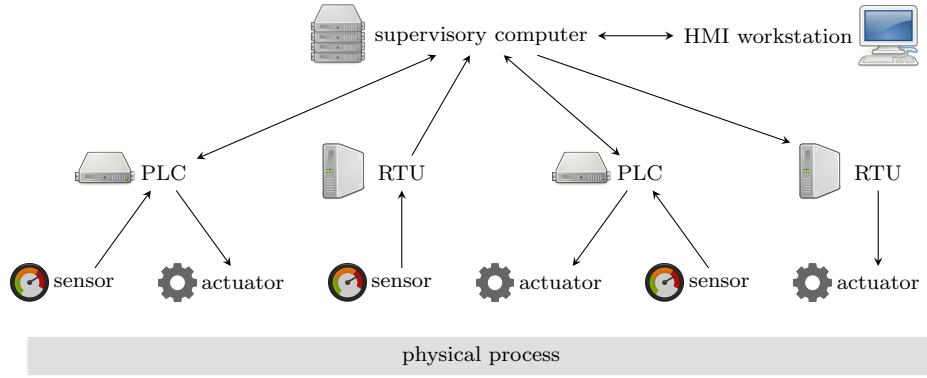 supervisory computer
HMI workstation
PLC
RTU
PLC
RTU
sensor
actuator
sensor
actuator
sensor
actuator
physical process